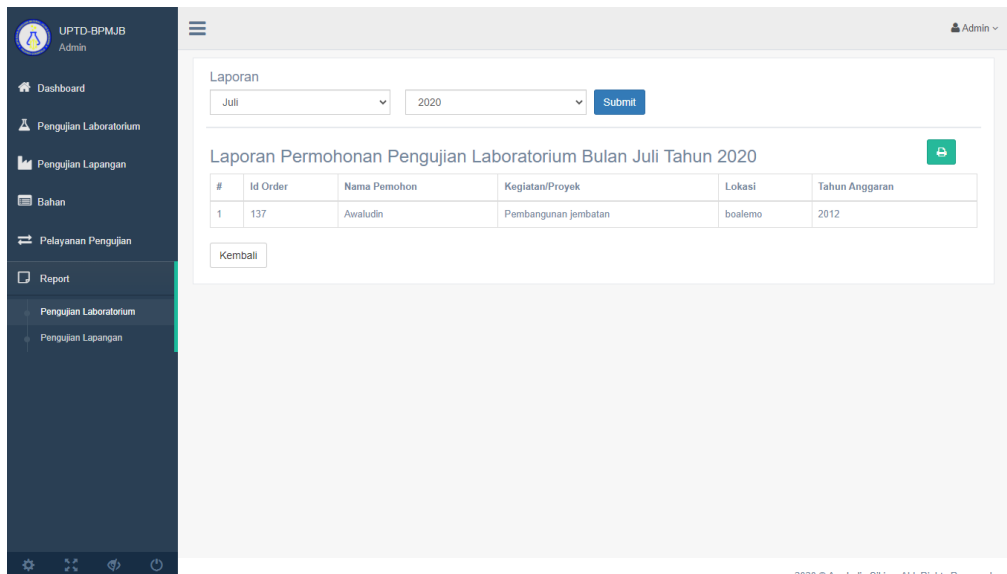 UPTD-BPMJB
Admin
Admin
Dashboard
Pengujian Laboratorium
Pengujian Lapangan
Bahan
Pelayanan Pengujian
Report
Pengujian Laboratorium
Pengujian Lapangan
Laporan
Juli 2020 Submit
Laporan Permohonan Pengujian Laboratorium Bulan Juli Tahun 2020
# Id Order Nama Pemohon Kegiatan/Proyek Lokasi Tahun Anggaran
1 137 Awaludin Pembangunan jembatan boalemo 2012
Kembali